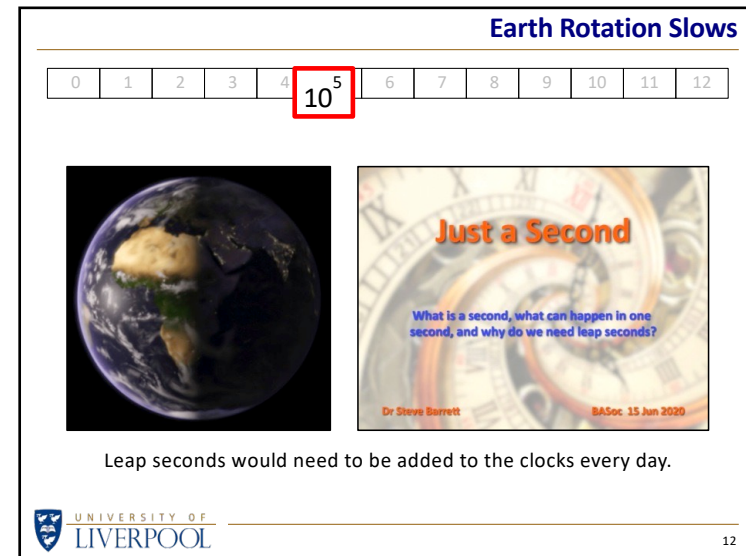 Earth Rotation Slows
0 1 2 3 4 10^5 6 7 8 9 10 11 12
Just a Second
What is a second, what can happen in one
second, and why do we need leap seconds?
Dr Steve Barrett BASoc 15 Jun 2020
Leap seconds would need to be added to the clocks every day.
UNIVERSITY OF
LIVERPOOL
12